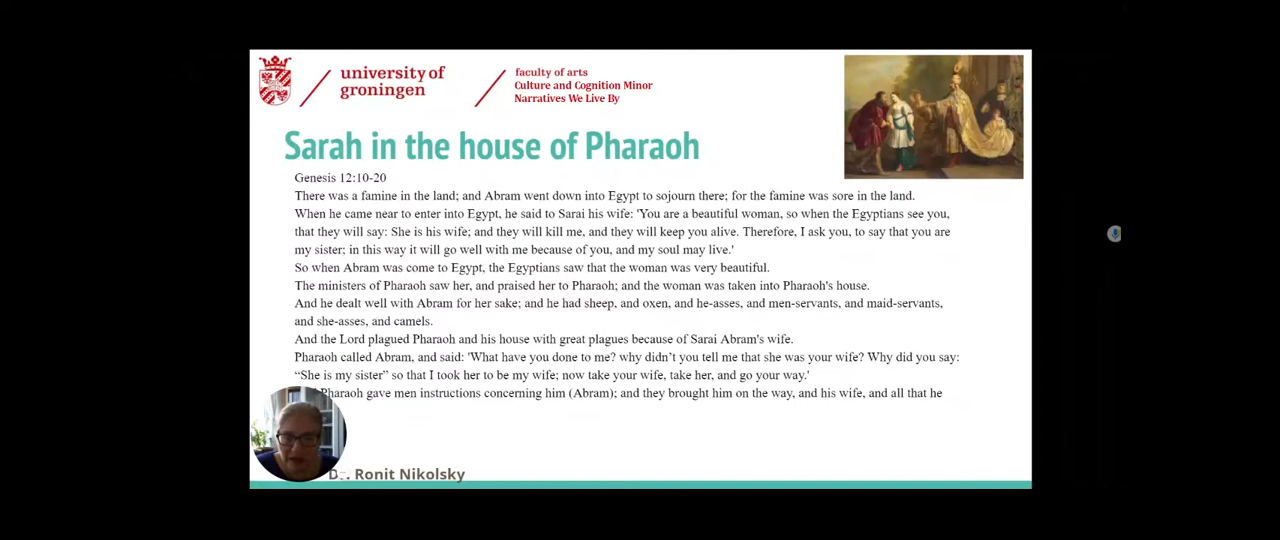 university of
groningen
faculty of arts
Culture and Cognition Minor
Narratives We Live By
Sarah in the house of Pharaoh
Genesis 12:10-20
There was a famine in the land; and Abram went down into Egypt to sojourn there; for the famine was sore in the land.
When he came near to enter into Egypt, he said to Sarai his wife: 'You are a beautiful woman, so when the Egyptians see you,
that they will say: She is his wife; and they will kill me, and they will keep you alive. Therefore, I ask you, to say that you are
my sister; in this way it will go well with me because of you, and my soul may live.'
So when Abram was come to Egypt, the Egyptians saw that the woman was very beautiful.
The ministers of Pharaoh saw her, and praised her to Pharaoh; and the woman was taken into Pharaoh's house.
And he dealt well with Abram for her sake; and he had sheep, and oxen, and he-asses, and men-servants, and maid-servants,
and she-asses, and camels.
And the Lord plagued Pharaoh and his house with great plagues because of Sarai Abram's wife.
Pharaoh called Abram, and said: 'What have you done to me? why didn't you tell me that she was your wife? Why did you say:
“She is my sister” so that I took her to be my wife; now take your wife, take her, and go your way.'
Pharaoh gave men instructions concerning him (Abram); and they brought him on the way, and his wife, and all that he
Ronit Nikolsky